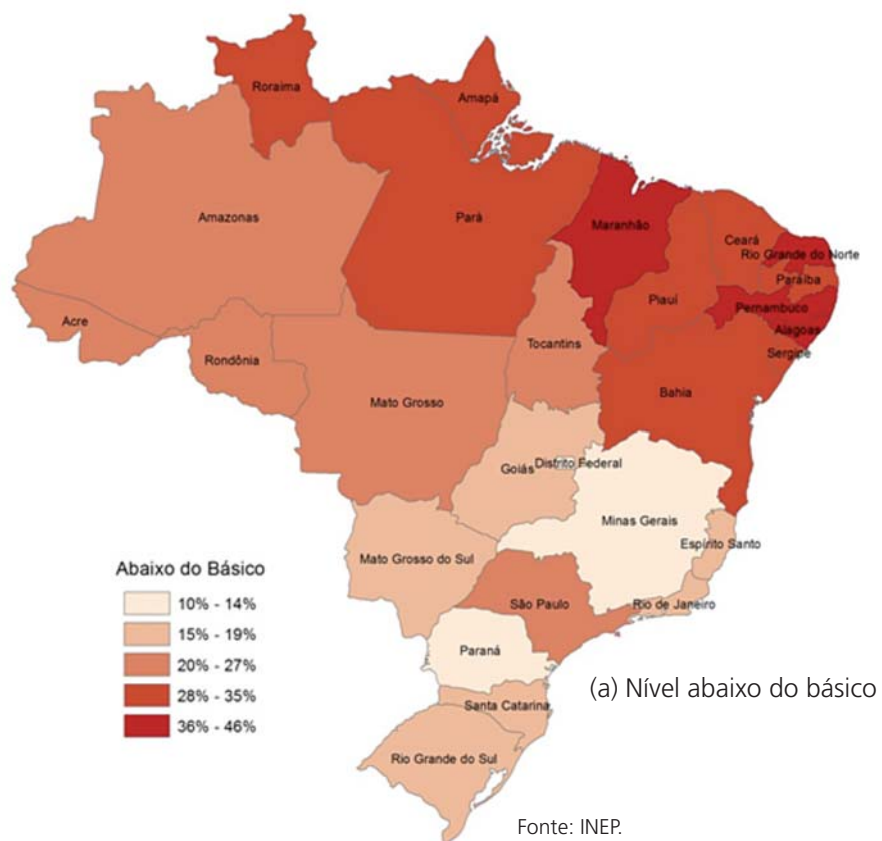 Roraima
Amapá
Amazonas
Pará
Maranhão
Ceará
Rio Grande do Norte
Paraíba
Piauí
Pernambuco
Alagoas
Acre
Sergipe
Tocantins
Rondônia
Bahia
Mato Grosso
Goiás
Distrito Federal
Minas Gerais
Espírito Santo
Mato Grosso do Sul
São Paulo
Rio de Janeiro
Paraná
Santa Catarina
Rio Grande do Sul
Abaixo do Básico
10% - 14%
15% - 19%
20% - 27%
28% - 35%
36% - 46%
(a) Nível abaixo do básico
Fonte: INEP.